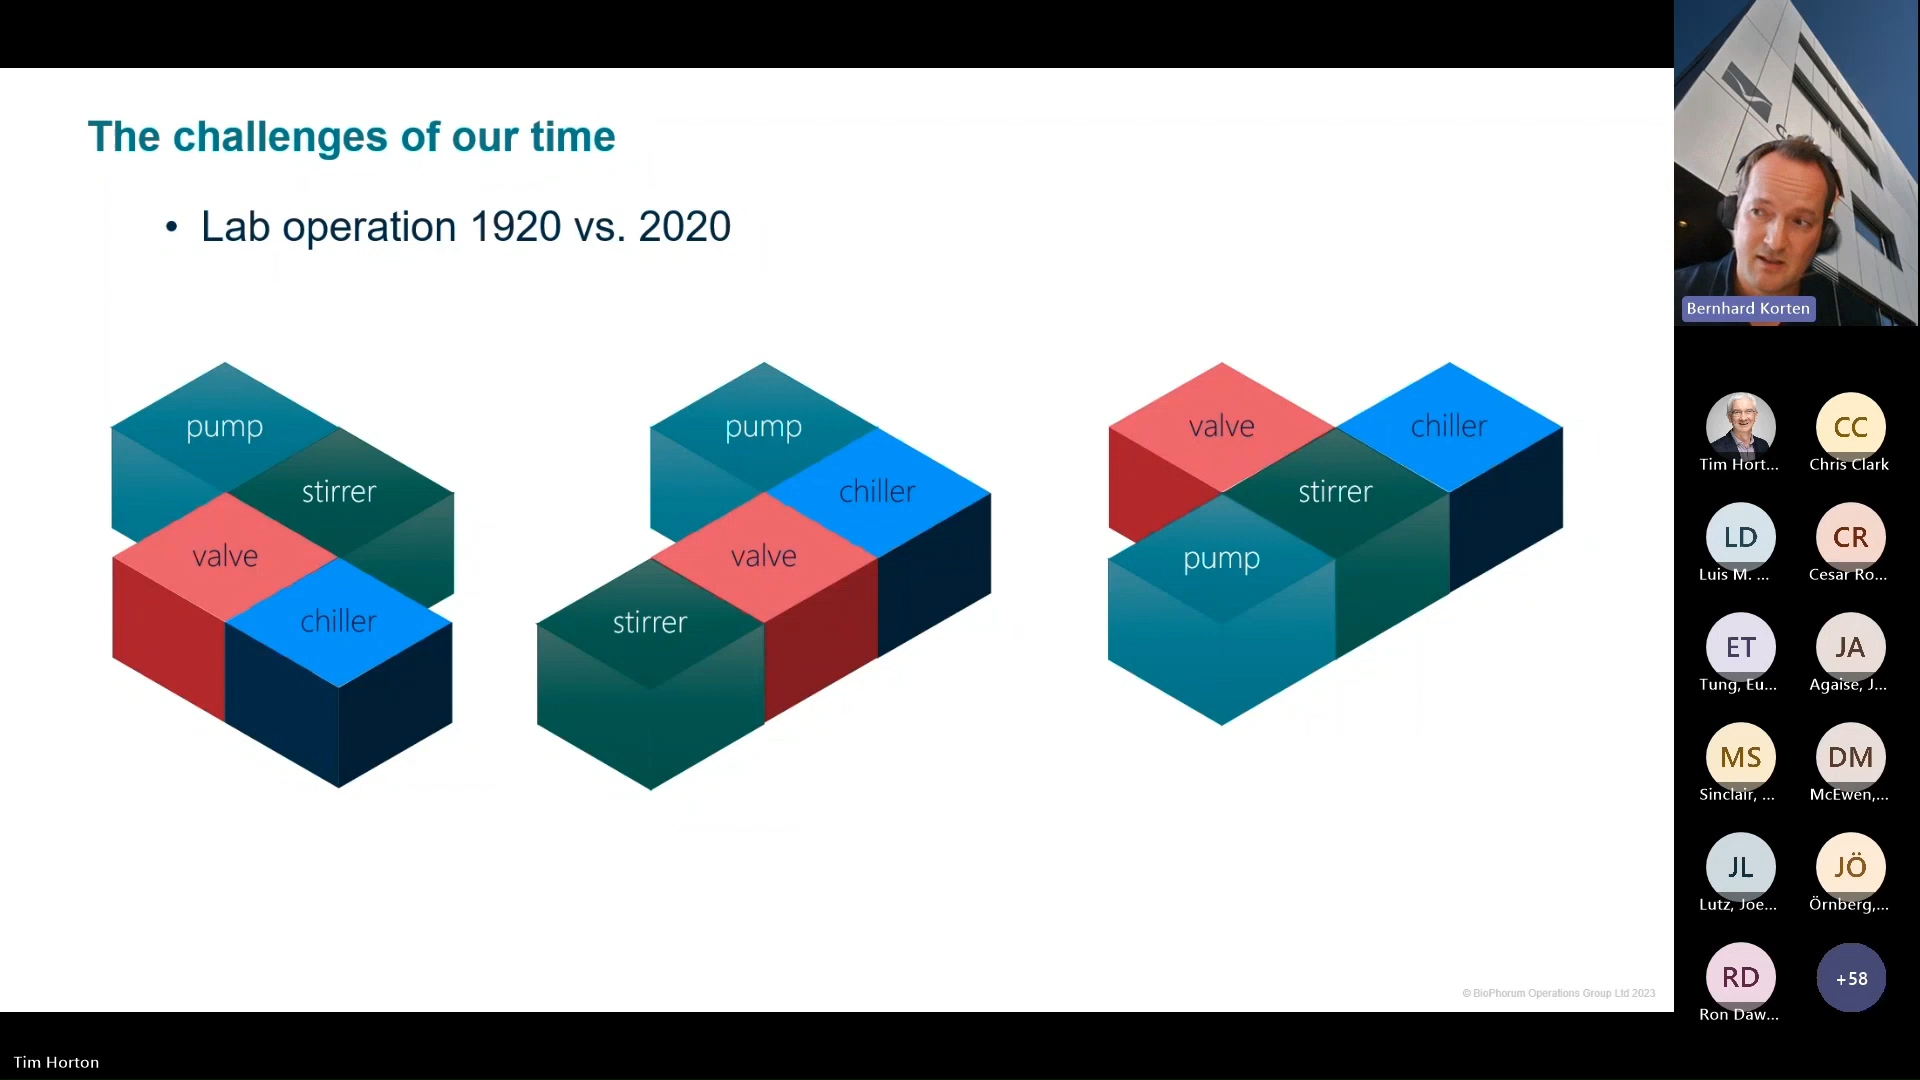 The challenges of our time
• Lab operation 1920 vs. 2020
pump
stirrer
valve
chiller
pump
chiller
valve
stirrer
valve
chiller
stirrer
pump
© BioPhorum Operations Group Ltd 2023
Bernhard Korten
Tim Hort...
CC
Chris Clark
LD
Luis M. ...
CR
Cesar Ro...
ET
Tung, Eu...
JA
Agaise, J...
MS
Sinclair, ...
DM
McEwen,...
JL
Lutz, Joe...
JÖ
Örnberg,...
RD
Ron Daw...
+58
Tim Horton